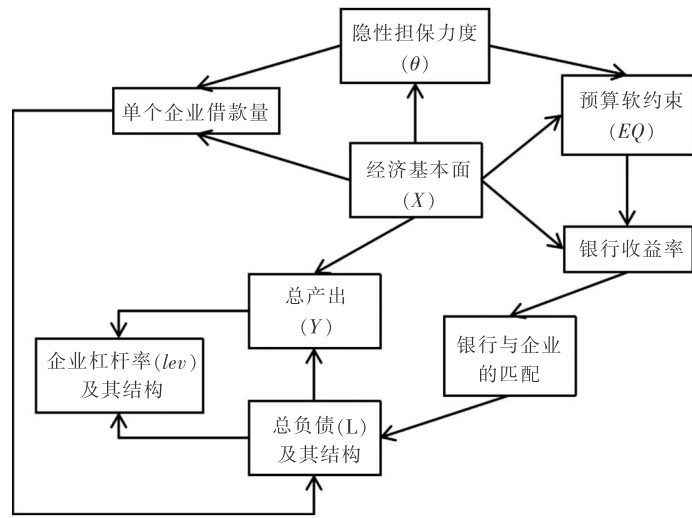 隐性担保力度
(θ)
单个企业借款量
预算软约束
(EQ)
经济基本面
(X)
银行收益率
总产出
(Y)
企业杠杆率(lev)
及其结构
银行与企业
的匹配
总负债(L)
及其结构